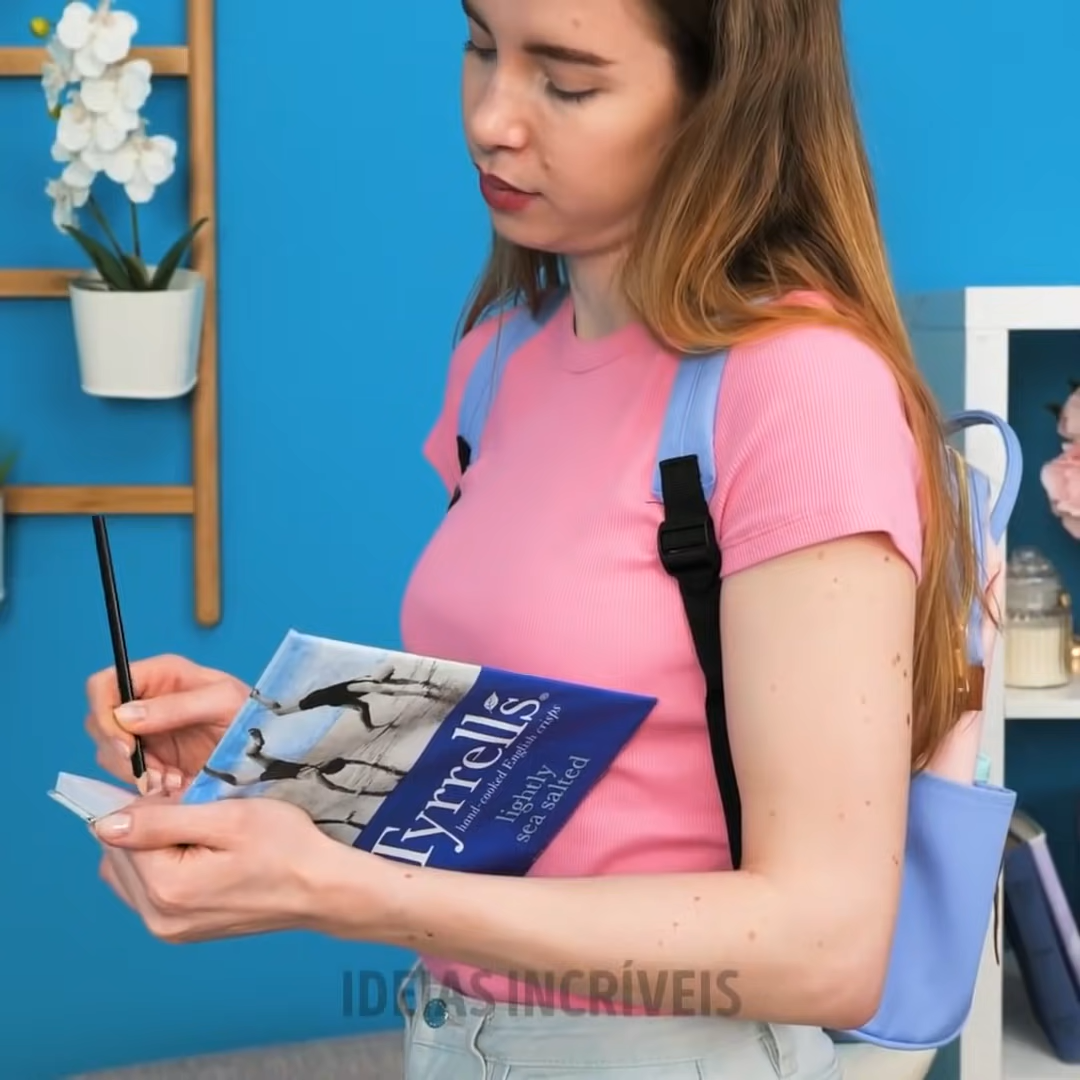 Tyrrells®
hand-cooked English crisps
lightly
sea salted
IDEIAS INCRÍVEIS